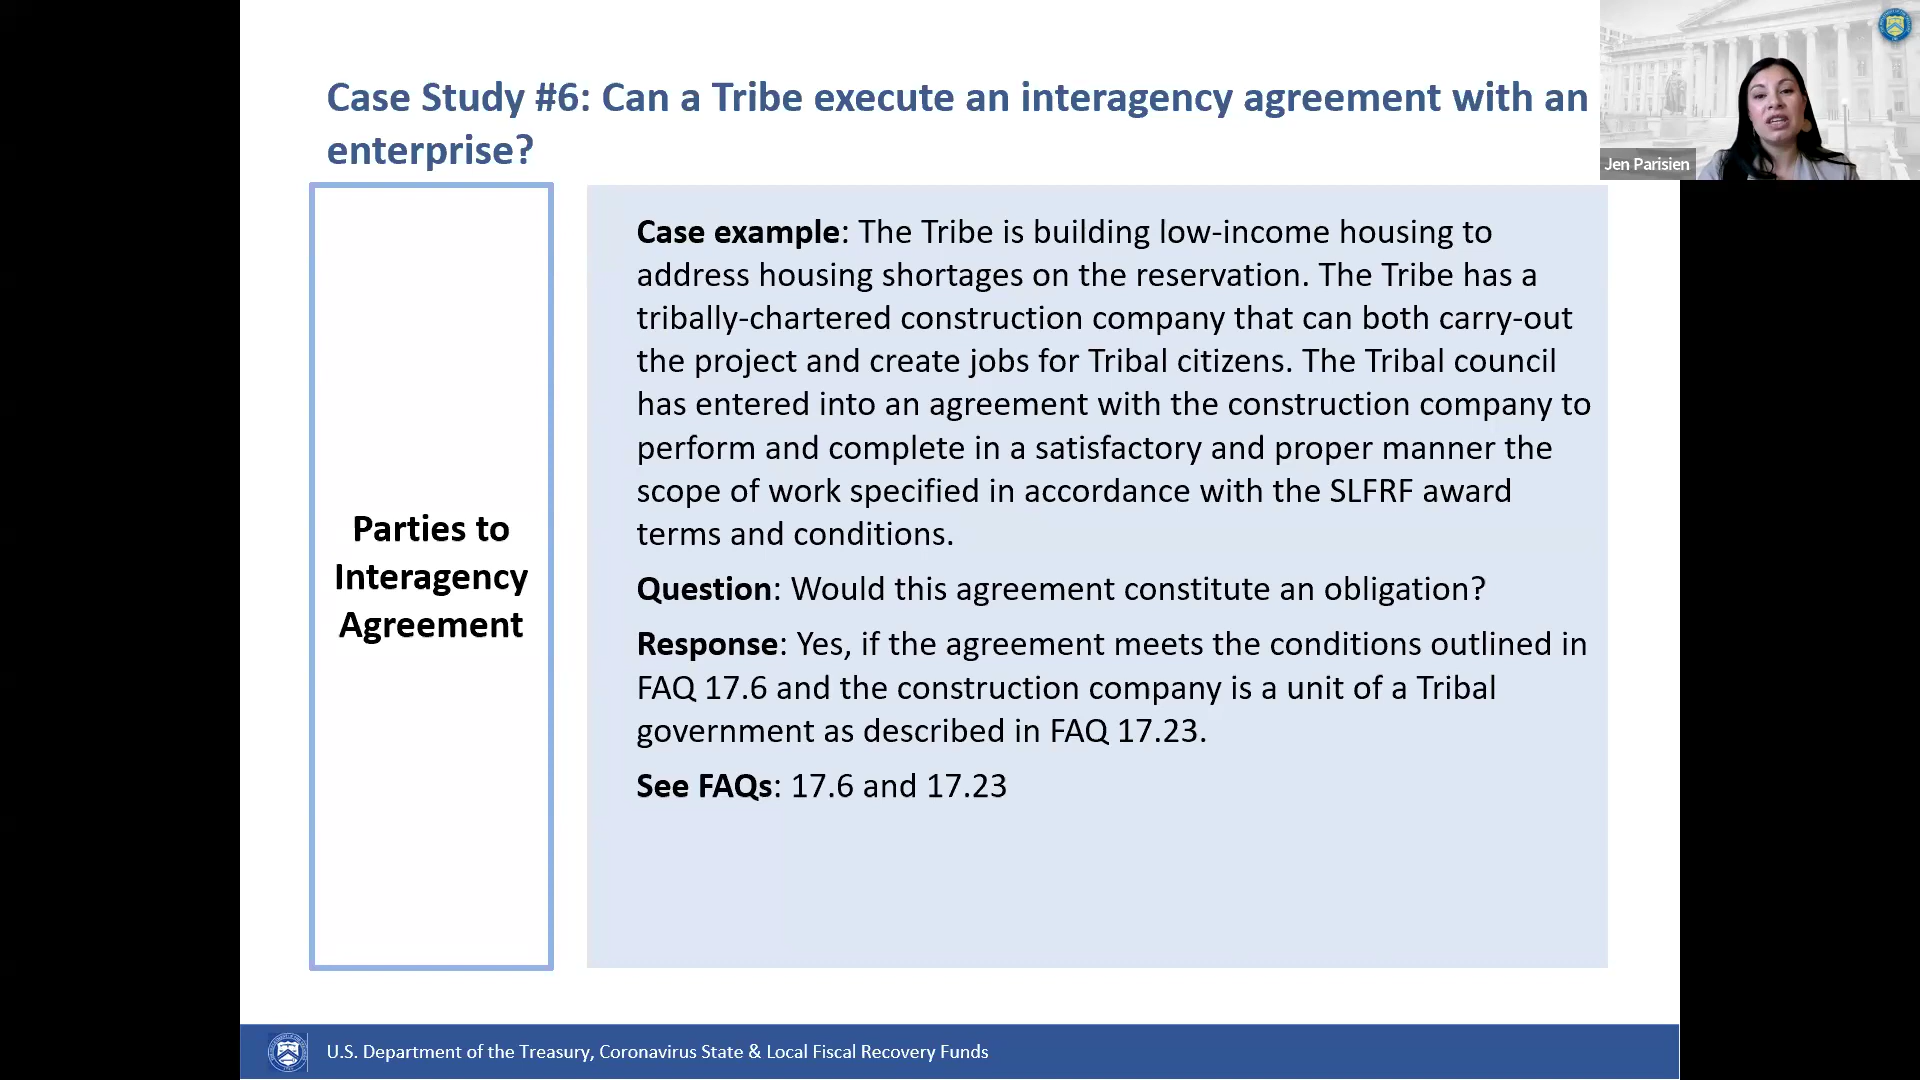 Case Study #6: Can a Tribe execute an interagency agreement with an
enterprise?
Jen Parisien
Parties to
Interagency
Agreement
Case example: The Tribe is building low-income housing to
address housing shortages on the reservation. The Tribe has a
tribally-chartered construction company that can both carry-out
the project and create jobs for Tribal citizens. The Tribal council
has entered into an agreement with the construction company to
perform and complete in a satisfactory and proper manner the
scope of work specified in accordance with the SLFRF award
terms and conditions.
Question: Would this agreement constitute an obligation?
Response: Yes, if the agreement meets the conditions outlined in
FAQ 17.6 and the construction company is a unit of a Tribal
government as described in FAQ 17.23.
See FAQs: 17.6 and 17.23
U.S. Department of the Treasury, Coronavirus State & Local Fiscal Recovery Funds